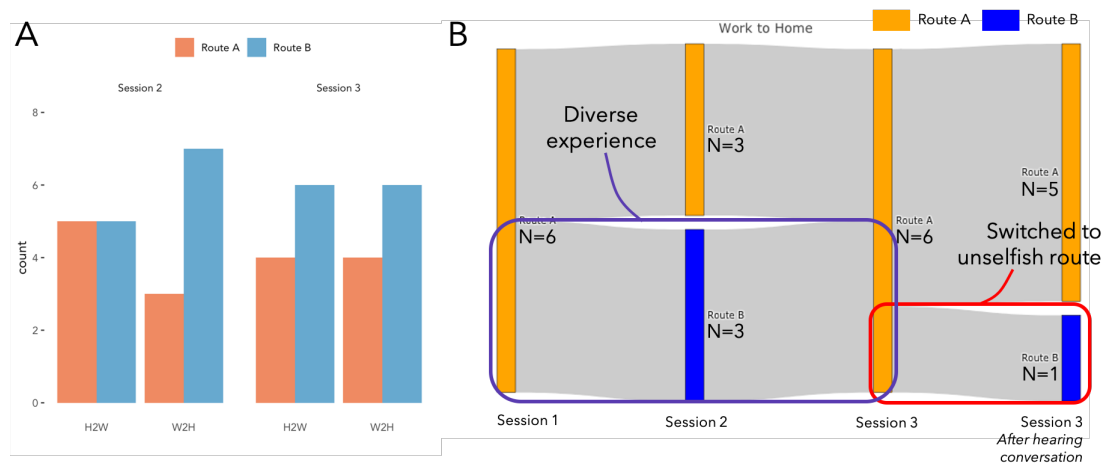 A
Route A
Route B
Session 2
Session 3
8
6
4
2
0
count
H2W
W2H
H2W
W2H
B
Work to Home
Route A
Route B
Diverse
experience
Route A
N=6
Route A
N=3
Route B
N=3
Route A
N=6
Route A
N=5
Switched to
unselfish route
Route B
N=1
Session 1
Session 2
Session 3
Session 3
After hearing
conversation